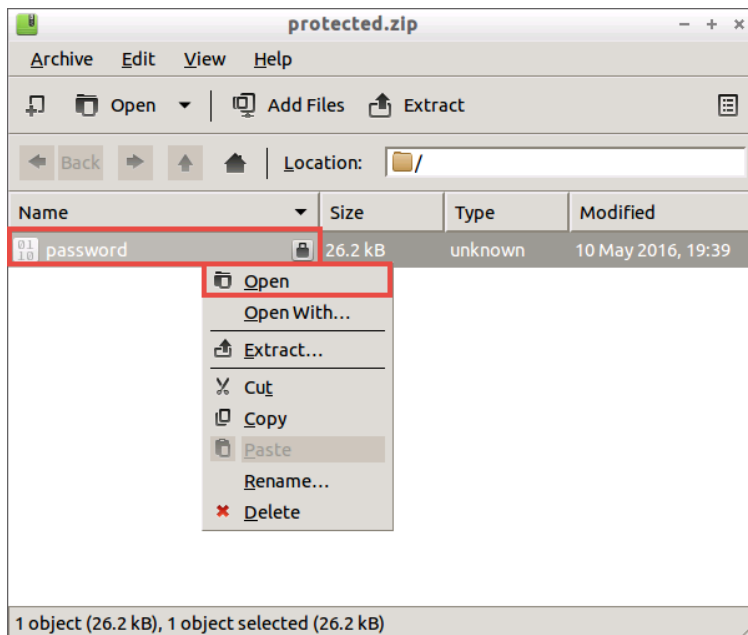 protected.zip
Archive Edit View Help
Open Add Files Extract
Back Location: /
Name Size Type Modified
password 26.2 kB unknown 10 May 2016, 19:39
Open
Open With...
Extract...
Cut
Copy
Paste
Rename...
Delete
1 object (26.2 kB), 1 object selected (26.2 kB)